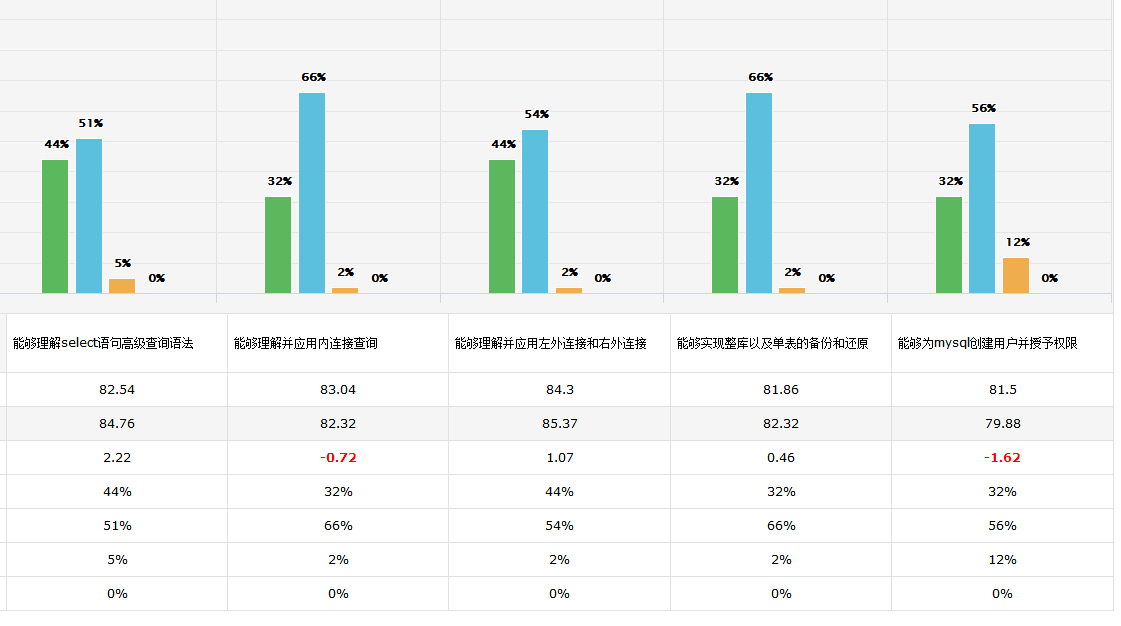 44% 51% 5% 0% 32% 66% 2% 0% 44% 54% 2% 0% 32% 66% 2% 0% 32% 56% 12% 0%
能够理解select语句高级查询语法 能够理解并应用内连接查询 能够理解并应用左外连接和右外连接 能够实现整库以及单表的备份和还原 能够为mysql创建用户并授予权限
82.54 83.04 84.3 81.86 81.5
84.76 82.32 85.37 82.32 79.88
2.22 -0.72 1.07 0.46 -1.62
44% 32% 44% 32% 32%
51% 66% 54% 66% 56%
5% 2% 2% 2% 12%
0% 0% 0% 0% 0%